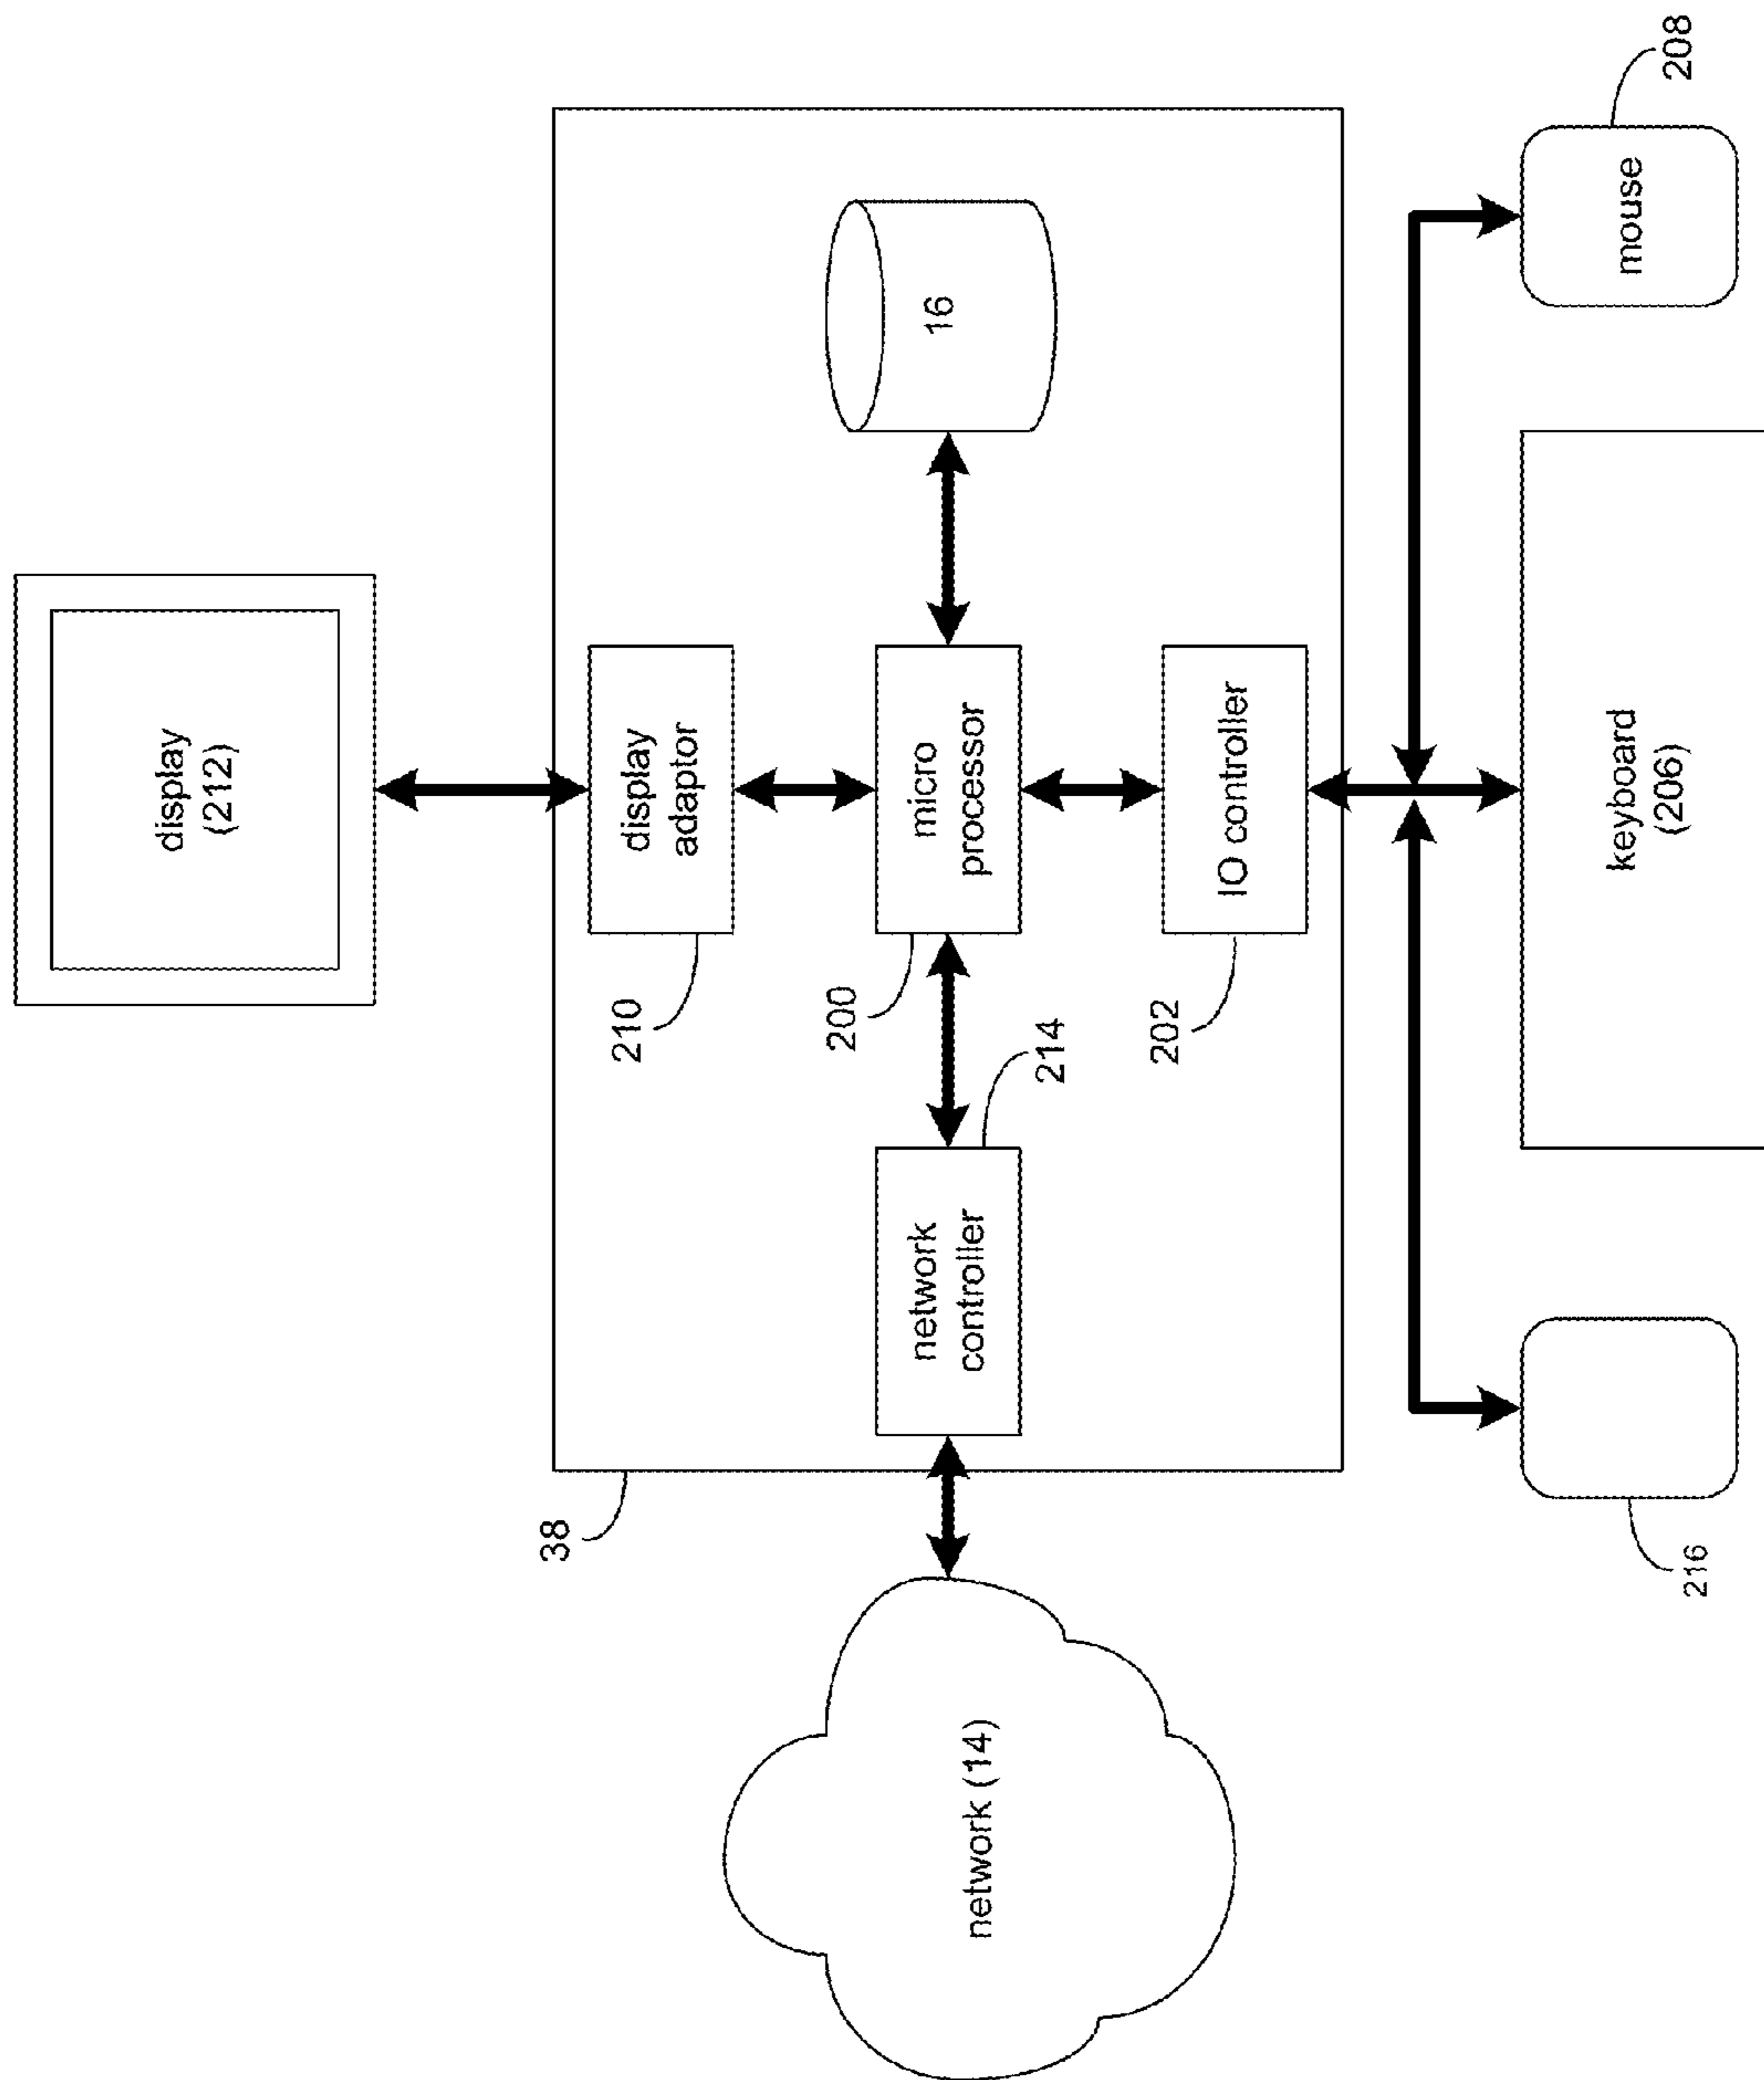 display
(212)
display
adaptor
210
micro
processor
200
16
network
controller
214
IO controller
202
38
network (14)
keyboard
(206)
mouse
208
216